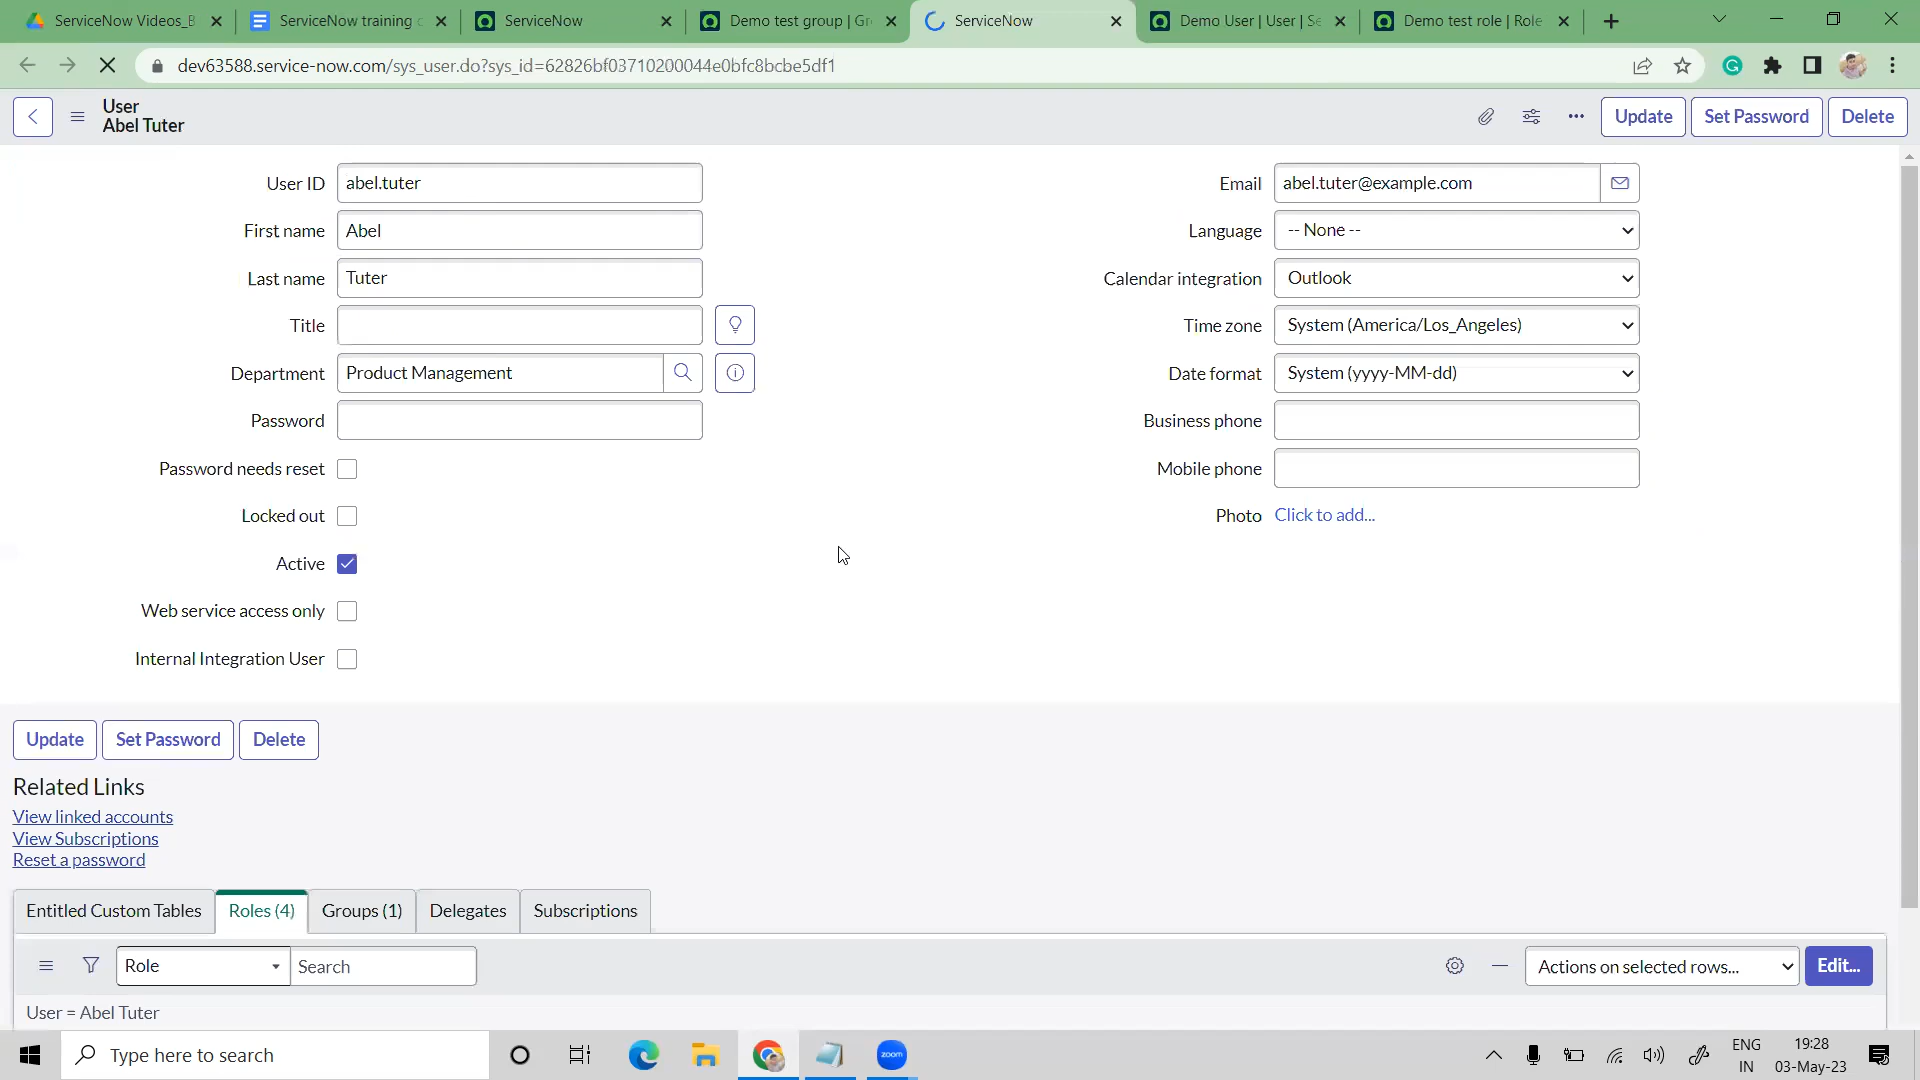 ServiceNow Videos_B
ServiceNow training c
ServiceNow
Demo test group | Gr
ServiceNow
Demo User | User | Se
Demo test role | Role
dev63588.service-now.com/sys_user.do?sys_id=62826bf03710200044e0bfc8bcbe5df1
User
Abel Tuter
Update
Set Password
Delete
User ID
abel.tuter
First name
Abel
Last name
Tuter
Title
Department
Product Management
Password
Password needs reset
Locked out
Active
Web service access only
Internal Integration User
Email
abel.tuter@example.com
Language
-- None --
Calendar integration
Outlook
Time zone
System (America/Los_Angeles)
Date format
System (yyyy-MM-dd)
Business phone
Mobile phone
Photo
Click to add...
Update
Set Password
Delete
Related Links
View linked accounts
View Subscriptions
Reset a password
Entitled Custom Tables
Roles (4)
Groups (1)
Delegates
Subscriptions
Role
Search
Actions on selected rows...
Edit...
User = Abel Tuter
Type here to search
zoom
ENG
IN
19:28
03-May-23